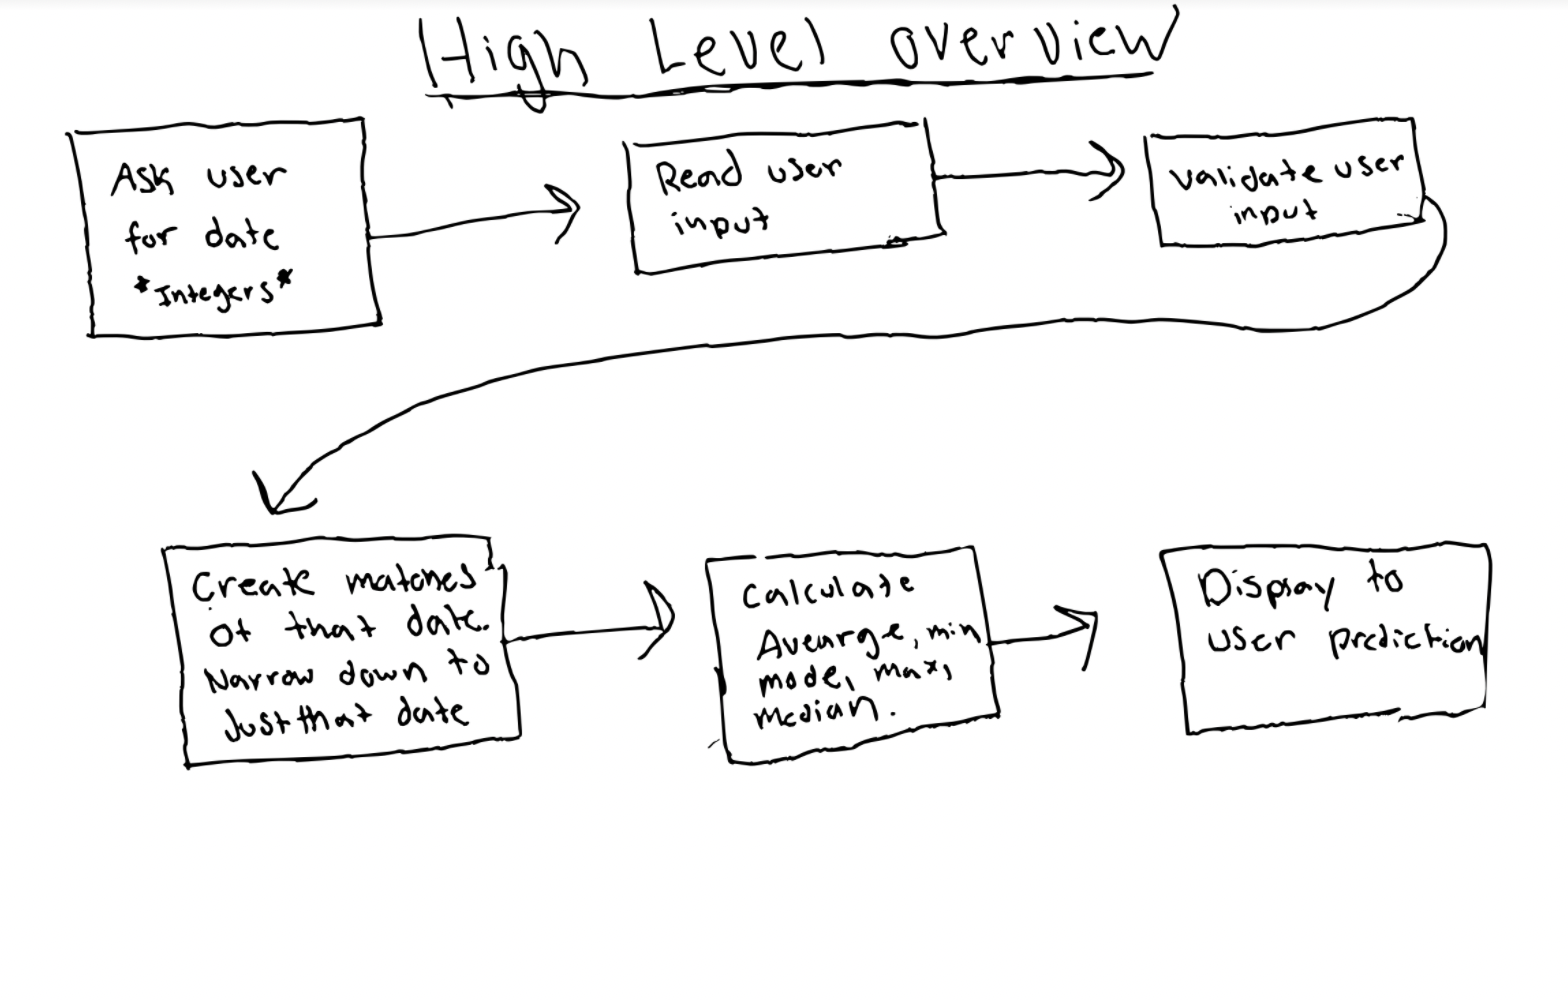 High Level overview
Ask user
for date
*Integers*
Read user
input
validate user
input
Create matches
of that date.
Narrow down to
Just that date
Calculate
Avearge, min
mode, max,
median.
Display to
user prediction